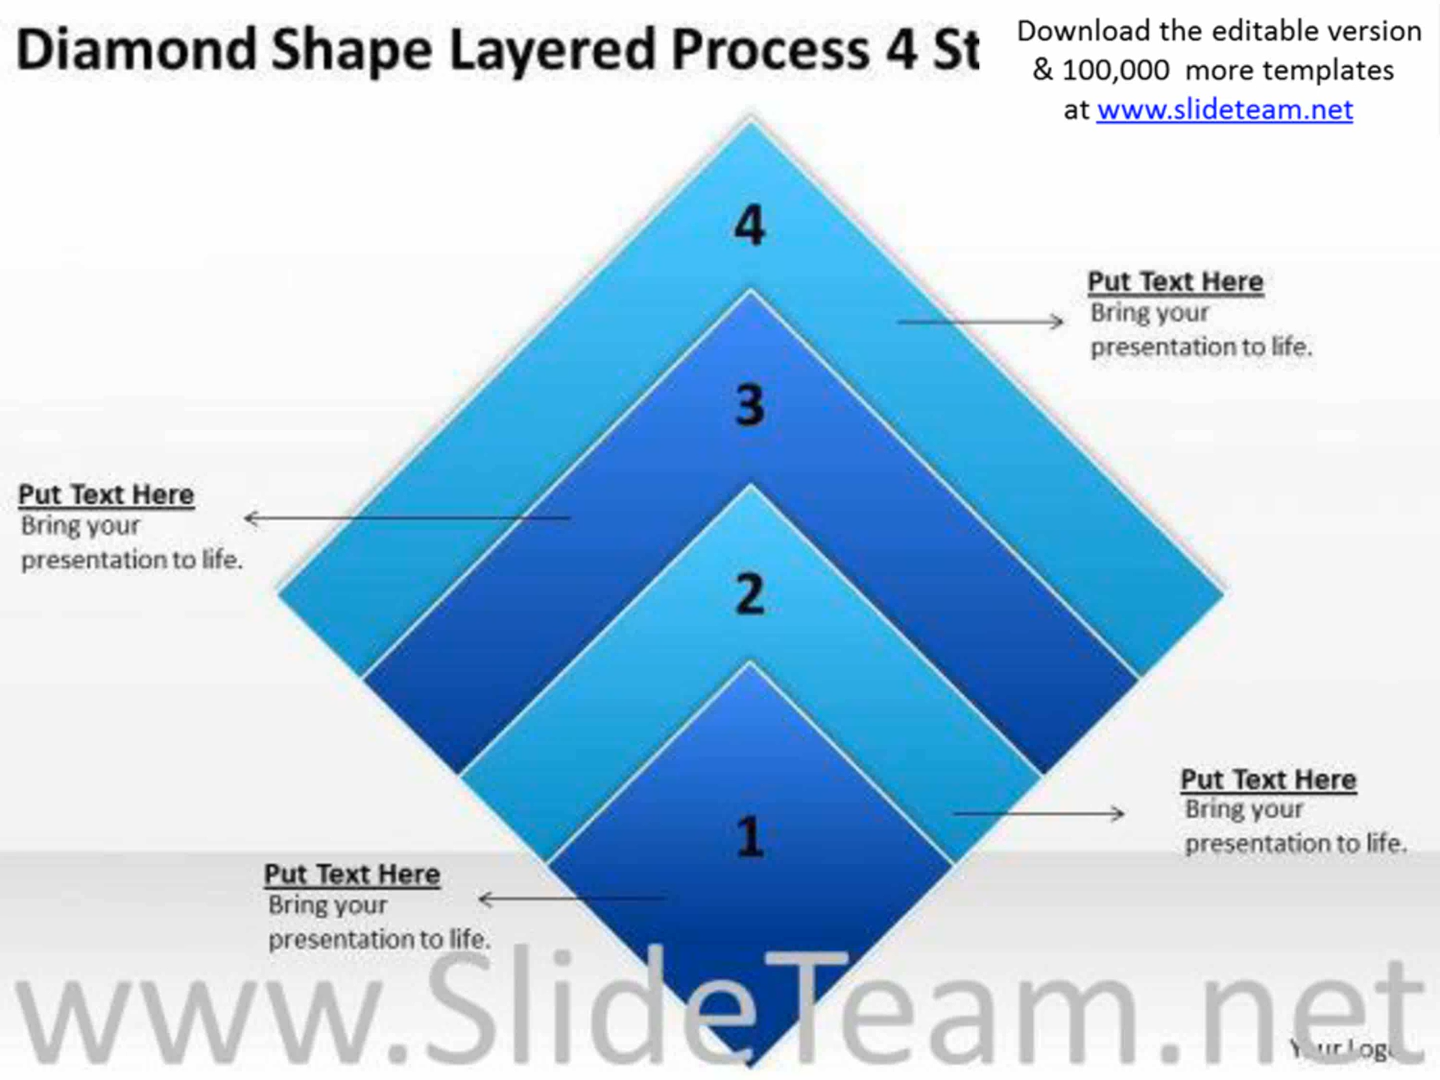 Diamond Shape Layered Process 4 St
Download the editable version
& 100,000 more templates
at www.slideteam.net
4
Put Text Here
Bring your
presentation to life.
3
Put Text Here
Bring your
presentation to life.
2
Put Text Here
Bring your
presentation to life.
1
Put Text Here
Bring your
presentation to life.
www.SlideTeam.net
Your Logo